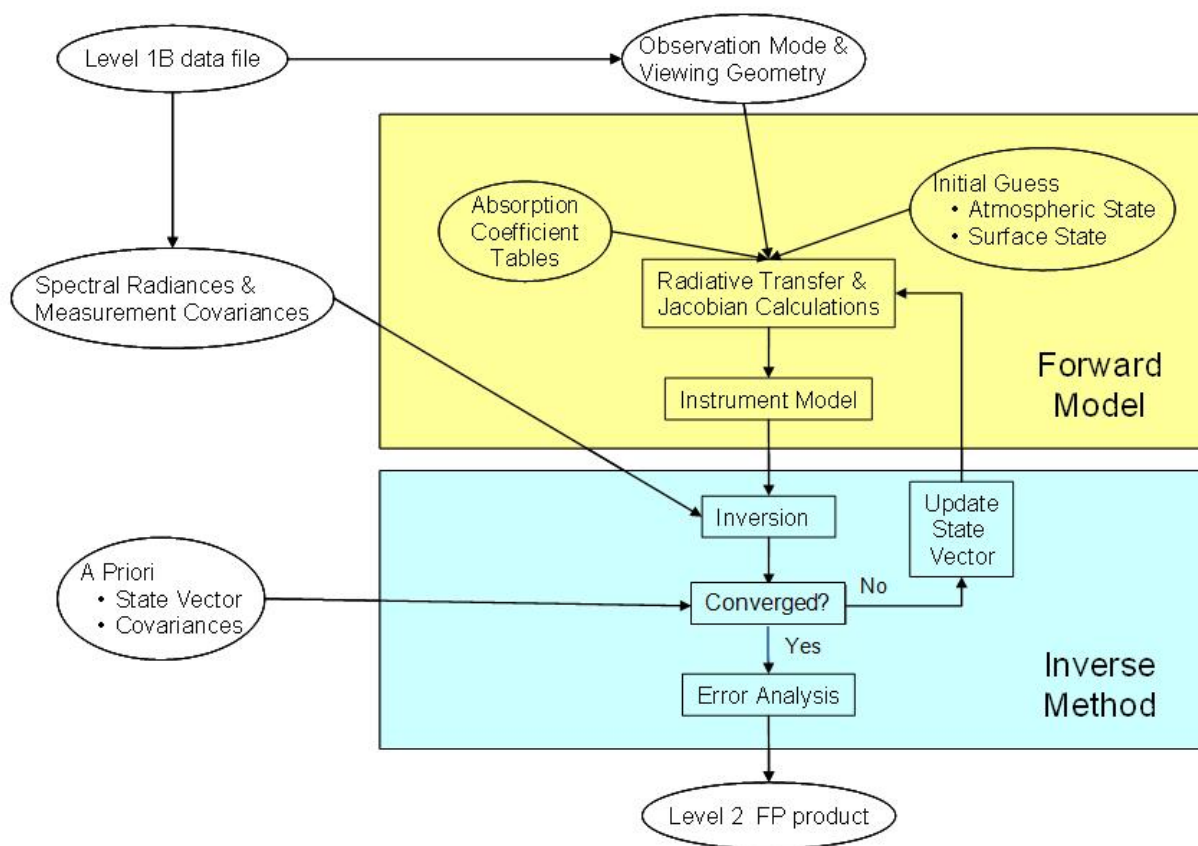 Level 1B data file
Observation Mode &
Viewing Geometry
Initial Guess
• Atmospheric State
• Surface State
Absorption
Coefficient
Tables
Spectral Radiances &
Measurement Covariances
Radiative Transfer &
Jacobian Calculations
Forward
Model
Instrument Model
Inversion
Update
State
Vector
A Priori
• State Vector
• Covariances
Converged?
No
Yes
Error Analysis
Inverse
Method
Level 2 FP product